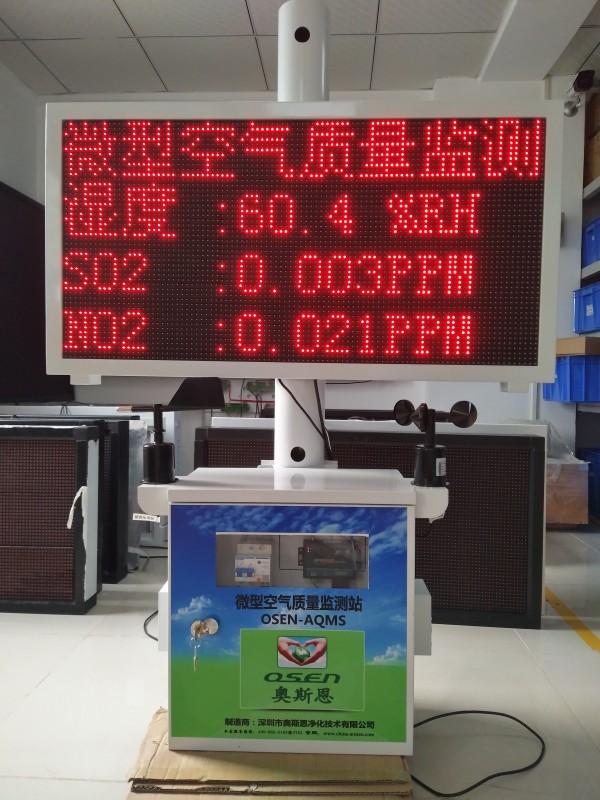 微型空气质量监测
湿度 :60.4 %RH
SO2 :0.003PPM
NO2 :0.021PPM
微型空气质量监测站
OSEN-AQMS
OSEN
奥斯恩
制造商：深圳市奥斯恩净化技术有限公司